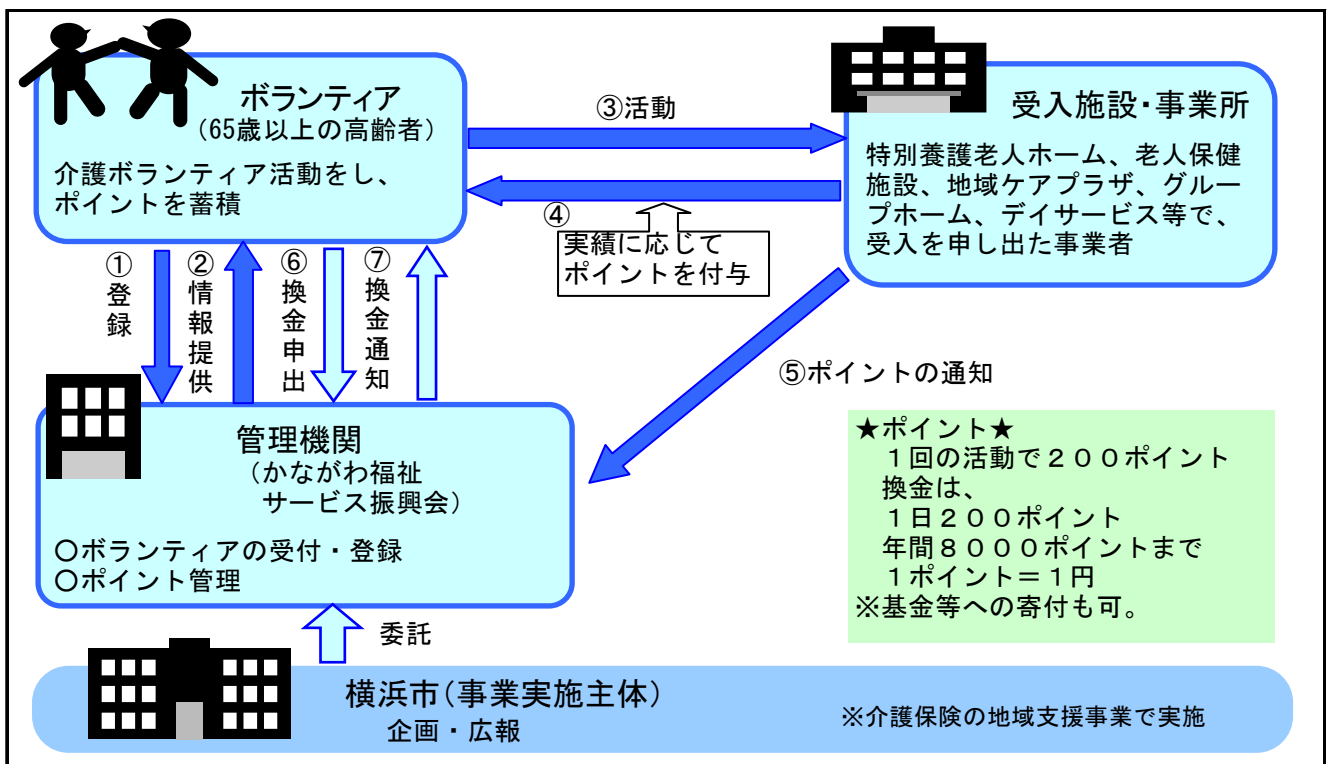 ボランティア
（65歳以上の高齢者）
介護ボランティア活動をし、
ポイントを蓄積
③活動
④
実績に応じて
ポイントを付与
受入施設・事業所
特別養護老人ホーム、老人保健
施設、地域ケアプラザ、グルー
プホーム、デイサービス等で、
受入を申し出た事業者
①登録
②情報提供
⑥換金申出
⑦換金通知
⑤ポイントの通知
管理機関
（かながわ福祉
サービス振興会）
〇ボランティアの受付・登録
〇ポイント管理
★ポイント★
１回の活動で２００ポイント
換金は、
１日２００ポイント
年間８０００ポイントまで
１ポイント＝１円
※基金等への寄付も可。
委託
横浜市（事業実施主体）
企画・広報
※介護保険の地域支援事業で実施